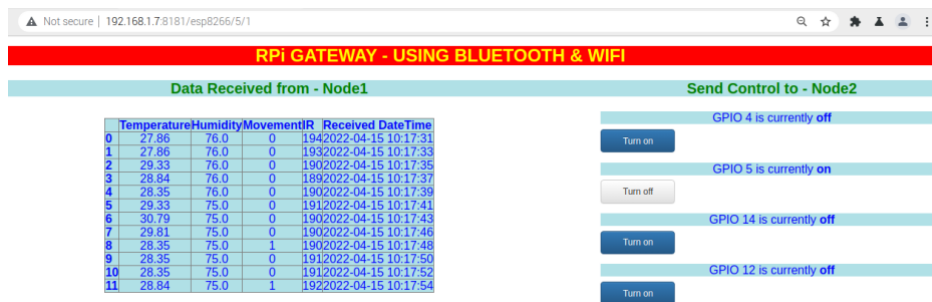 Not secure | 192.168.1.7:8181/esp8266/5/1
RPi GATEWAY - USING BLUETOOTH & WIFI
Data Received from - Node1
Temperature Humidity Movement IR Received DateTime
0 27.86 76.0 0 194 2022-04-15 10:17:31
1 27.86 76.0 0 193 2022-04-15 10:17:33
2 29.33 76.0 0 190 2022-04-15 10:17:35
3 28.84 76.0 0 189 2022-04-15 10:17:37
4 28.35 76.0 0 190 2022-04-15 10:17:39
5 29.33 75.0 0 191 2022-04-15 10:17:41
6 30.79 75.0 0 190 2022-04-15 10:17:43
7 29.81 75.0 0 190 2022-04-15 10:17:46
8 28.35 75.0 1 190 2022-04-15 10:17:48
9 28.35 75.0 0 191 2022-04-15 10:17:50
10 28.35 75.0 0 191 2022-04-15 10:17:52
11 28.84 75.0 1 192 2022-04-15 10:17:54
Send Control to - Node2
GPIO 4 is currently off
Turn on
GPIO 5 is currently on
Turn off
GPIO 14 is currently off
Turn on
GPIO 12 is currently off
Turn on